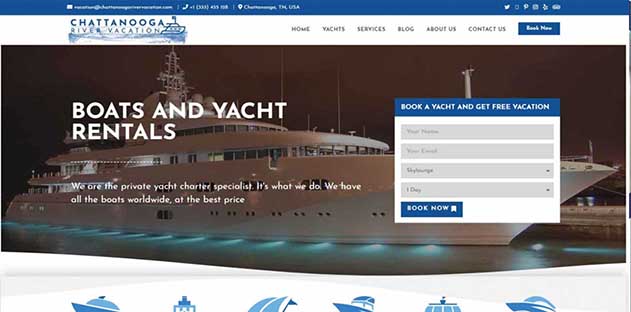 vacation@chattanoogarivervacation.com | +1 (333) 455 128 | Chattanooga, TN, USA
CHATTANOOGA
RIVER VACATION
HOME YACHTS SERVICES BLOG ABOUT US CONTACT US Book Now
BOATS AND YACHT
RENTALS
We are the private yacht charter specialist. It's what we do. We have
all the boats worldwide, at the best price
BOOK A YACHT AND GET FREE VACATION
Your Name
Your Email
Skylounge
1 Day
BOOK NOW